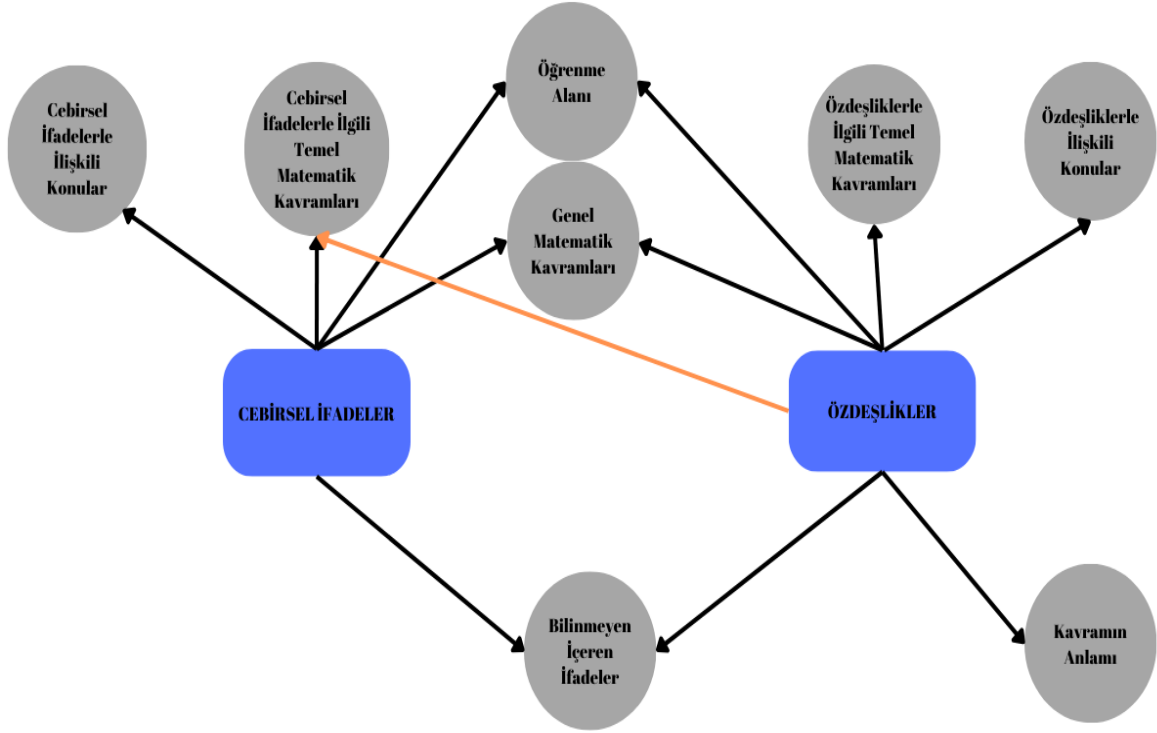 Öğrenme
Alanı
Cebirsel
İfadelerle
İlişkili
Konular
Cebirsel
İfadelerle İlgili
Temel
Matematik
Kavramları
Genel
Matematik
Kavramları
Özdeşliklerle
İlgili Temel
Matematik
Kavramları
Özdeşliklerle
İlişkili
Konular
CEBİRSEL İFADELER
ÖZDEŞLİKLER
Bilinmeyen
İçeren
İfadeler
Kavramın
Anlamı